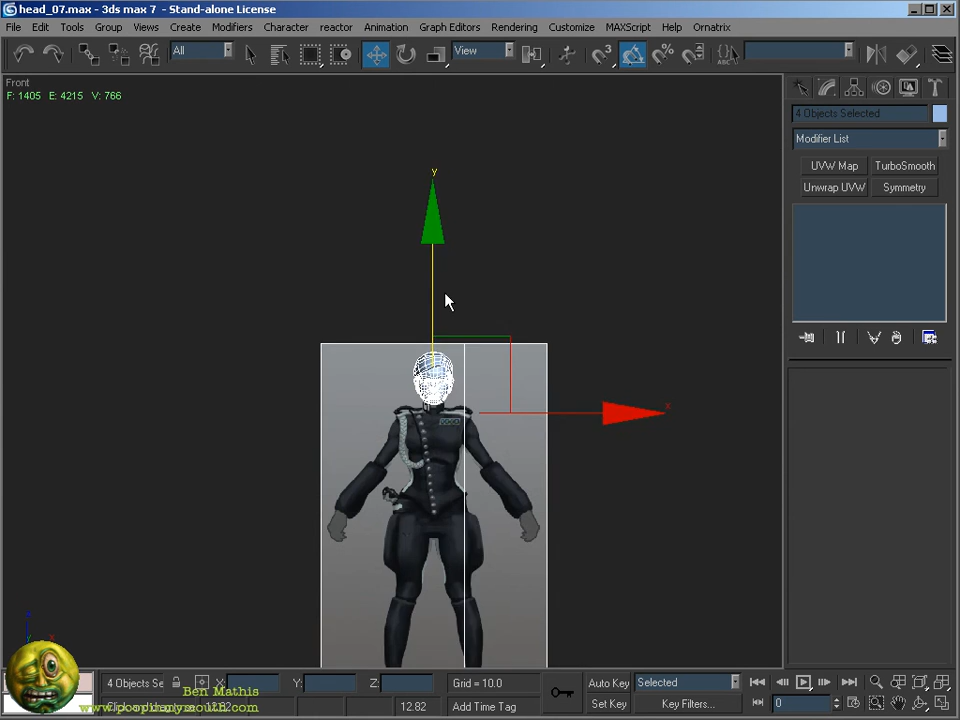 head_07.max - 3ds max 7 - Stand-alone License
File Edit Tools Group Views Create Modifiers Character reactor Animation Graph Editors Rendering Customize MAXScript Help Ornatrix
All View
Front
F: 1405 E: 4215 V: 766
4 Objects Selected
Modifier List
UVW Map TurboSmooth
Unwrap UVW Symmetry
y
x
4 Objects Se X: Y: Z: Grid = 10.0 Auto Key Selected
12.82 Add Time Tag Set Key Key Filters... 0
Ben Mathis
www.poopinmymouth.com